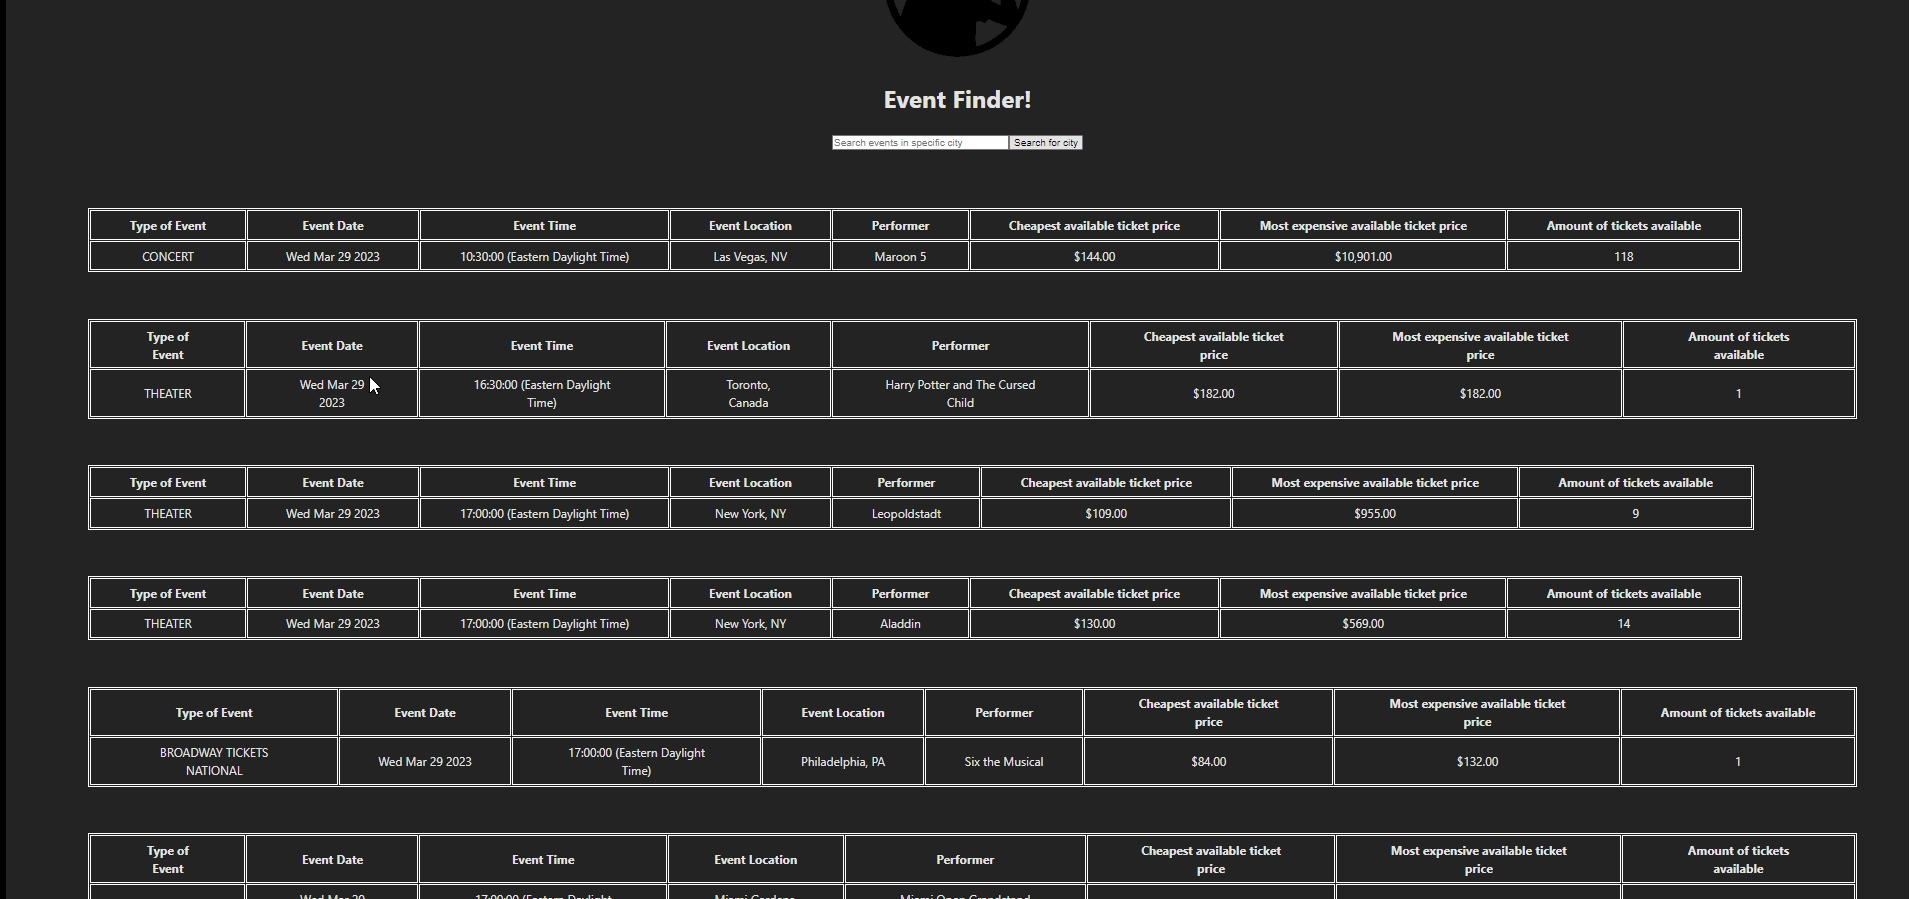 Event Finder!
Search events in specific city Search for city
Type of Event Event Date Event Time Event Location Performer Cheapest available ticket price Most expensive available ticket price Amount of tickets available
CONCERT Wed Mar 29 2023 10:30:00 (Eastern Daylight Time) Las Vegas, NV Maroon 5 $144.00 $10,901.00 118
Type of Event Event Date Event Time Event Location Performer Cheapest available ticket price Most expensive available ticket price Amount of tickets available
THEATER Wed Mar 29 2023 16:30:00 (Eastern Daylight Time) Toronto, Canada Harry Potter and The Cursed Child $182.00 $182.00 1
Type of Event Event Date Event Time Event Location Performer Cheapest available ticket price Most expensive available ticket price Amount of tickets available
THEATER Wed Mar 29 2023 17:00:00 (Eastern Daylight Time) New York, NY Leopoldstadt $109.00 $955.00 9
Type of Event Event Date Event Time Event Location Performer Cheapest available ticket price Most expensive available ticket price Amount of tickets available
THEATER Wed Mar 29 2023 17:00:00 (Eastern Daylight Time) New York, NY Aladdin $130.00 $569.00 14
Type of Event Event Date Event Time Event Location Performer Cheapest available ticket price Most expensive available ticket price Amount of tickets available
BROADWAY TICKETS NATIONAL Wed Mar 29 2023 17:00:00 (Eastern Daylight Time) Philadelphia, PA Six the Musical $84.00 $132.00 1
Type of Event Event Date Event Time Event Location Performer Cheapest available ticket price Most expensive available ticket price Amount of tickets available
Wed Mar 29 17:00:00 (Eastern Daylight Miami Gardens, Miami Open Grandstand